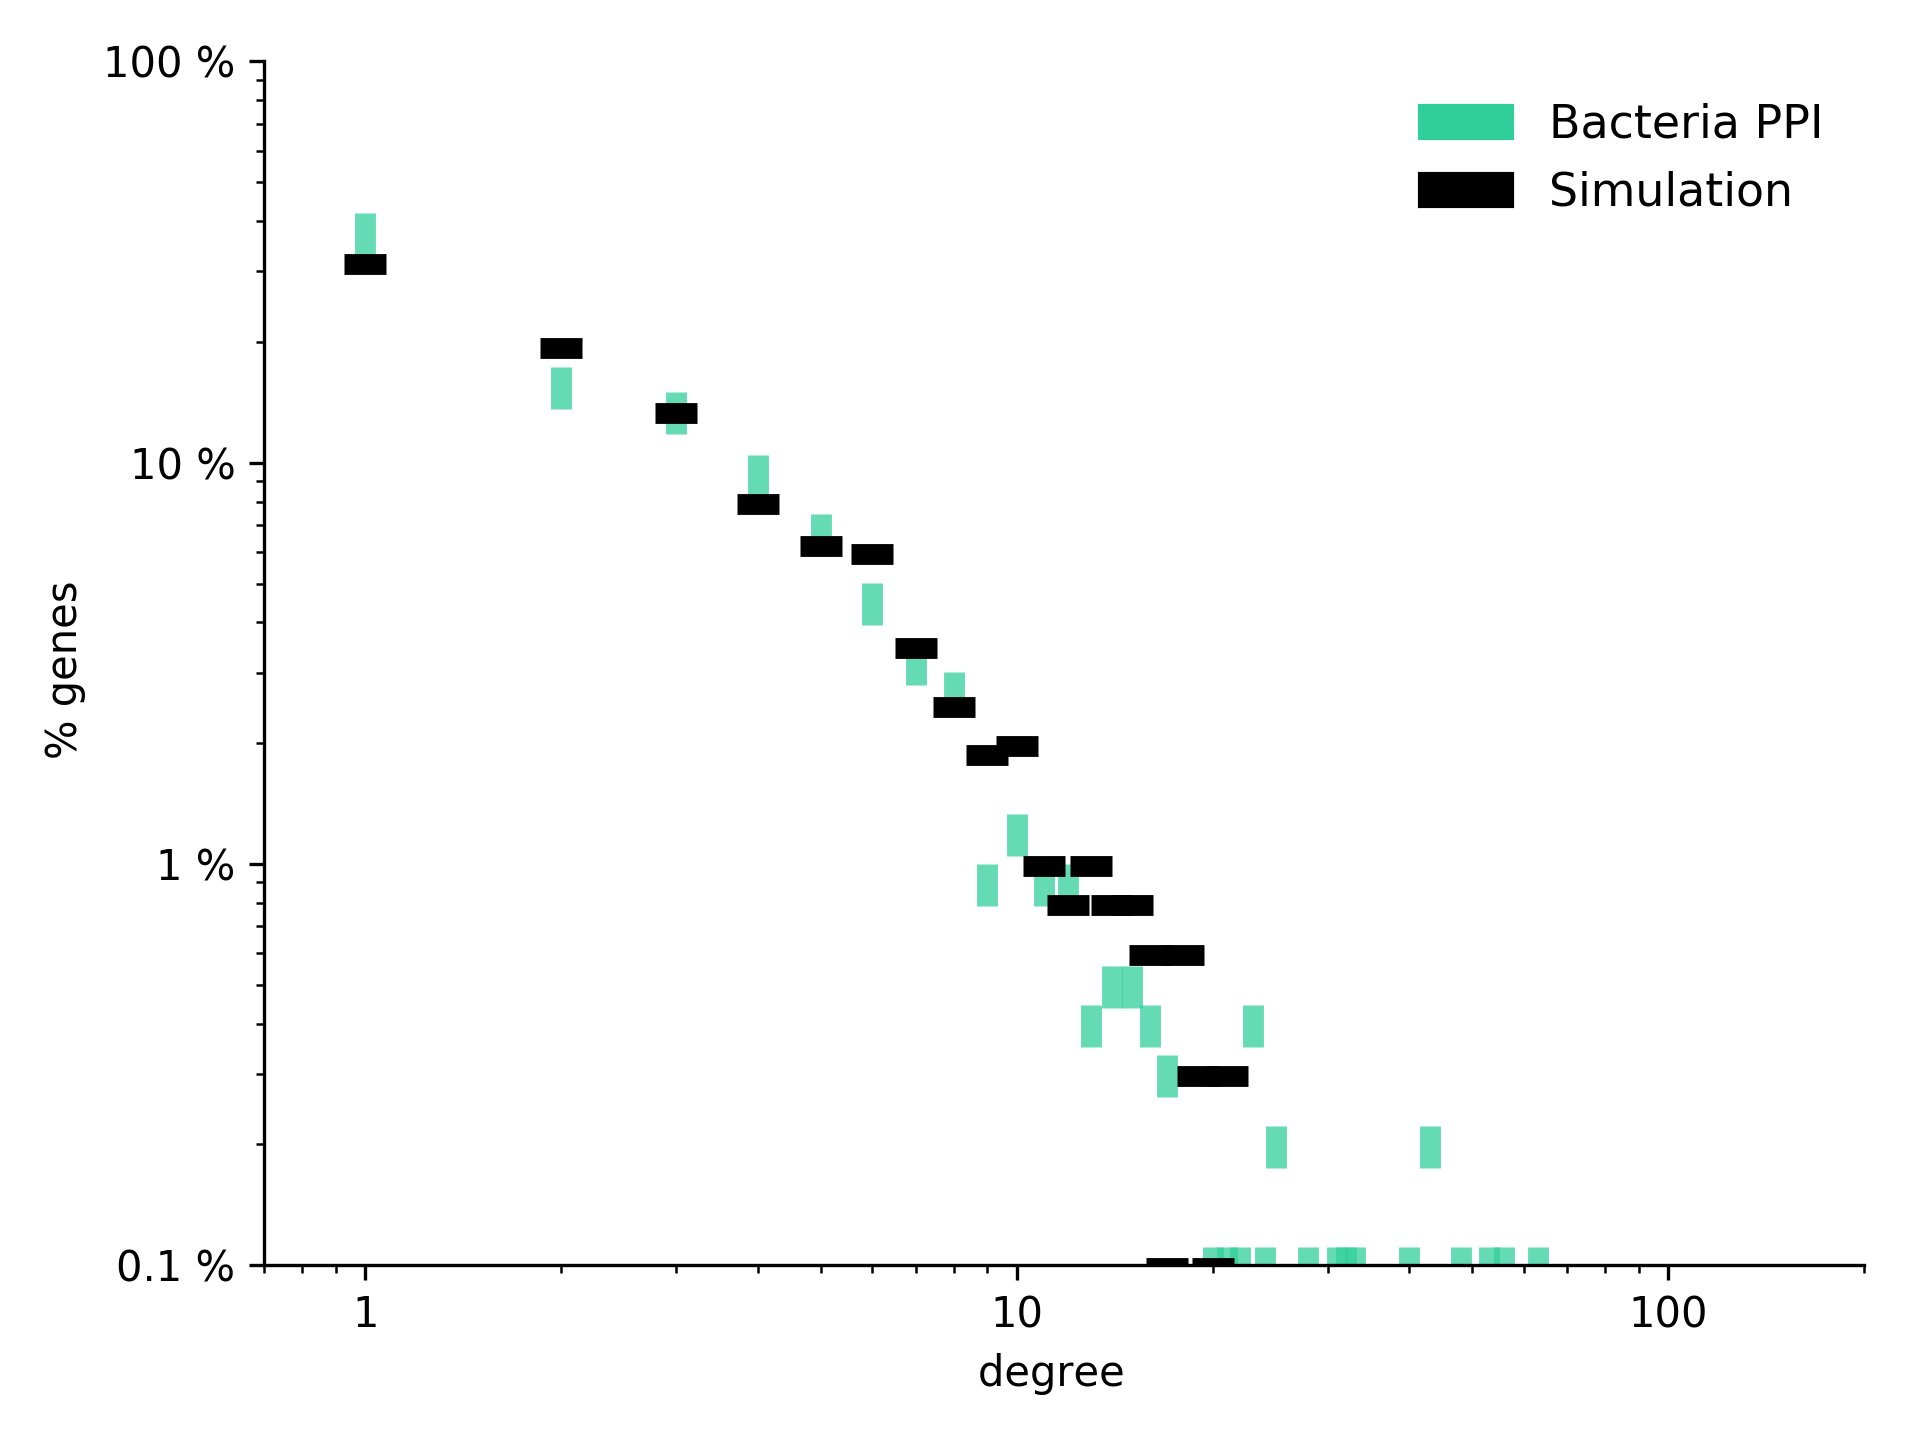 100 %
10 %
1 %
0.1 %
% genes
Bacteria PPI
Simulation
1
10
100
degree